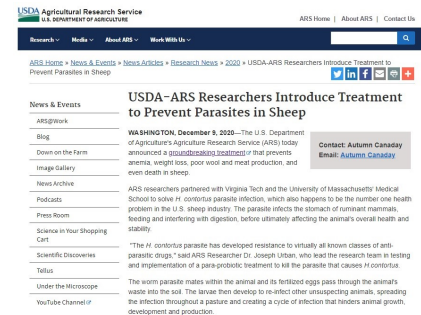 USDA Agricultural Research Service
U.S. DEPARTMENT OF AGRICULTURE
ARS Home | About ARS | Contact Us
Research Media About ARS Work With Us
ARS Home » News & Events » News Articles » Research News » 2020 » USDA-ARS Researchers Introduce Treatment to
Prevent Parasites in Sheep
News & Events
ARS@Work
Blog
Down on the Farm
Image Gallery
News Archive
Podcasts
Press Room
Science in Your Shopping
Cart
Scientific Discoveries
Tellus
Under the Microscope
YouTube Channel
USDA-ARS Researchers Introduce Treatment
to Prevent Parasites in Sheep
WASHINGTON, December 9, 2020—The U.S. Department
of Agriculture's Agricultural Research Service (ARS) today
announced a groundbreaking treatment that prevents
anemia, weight loss, poor wool and meat production, and
even death in sheep.
Contact: Autumn Canaday
Email: Autumn Canaday
ARS researchers partnered with Virginia Tech and the University of Massachusetts' Medical
School to solve H. contortus parasite infection, which also happens to be the number one health
problem in the U.S. sheep industry. The parasite infects the stomach of ruminant mammals,
feeding and interfering with digestion, before ultimately affecting the animal's overall health and
stability.
"The H. contortus parasite has developed resistance to virtually all known classes of anti-
parasitic drugs," said ARS Researcher Dr. Joseph Urban, who lead the research team in testing
and implementation of a para-probiotic treatment to kill the parasite that causes H.contortus.
The worm parasite mates within the animal and its fertilized eggs pass through the animal's
waste into the soil. The larvae then develop to re-infect other unsuspecting animals, spreading
the infection throughout a pasture and creating a cycle of infection that hinders animal growth,
development and production.